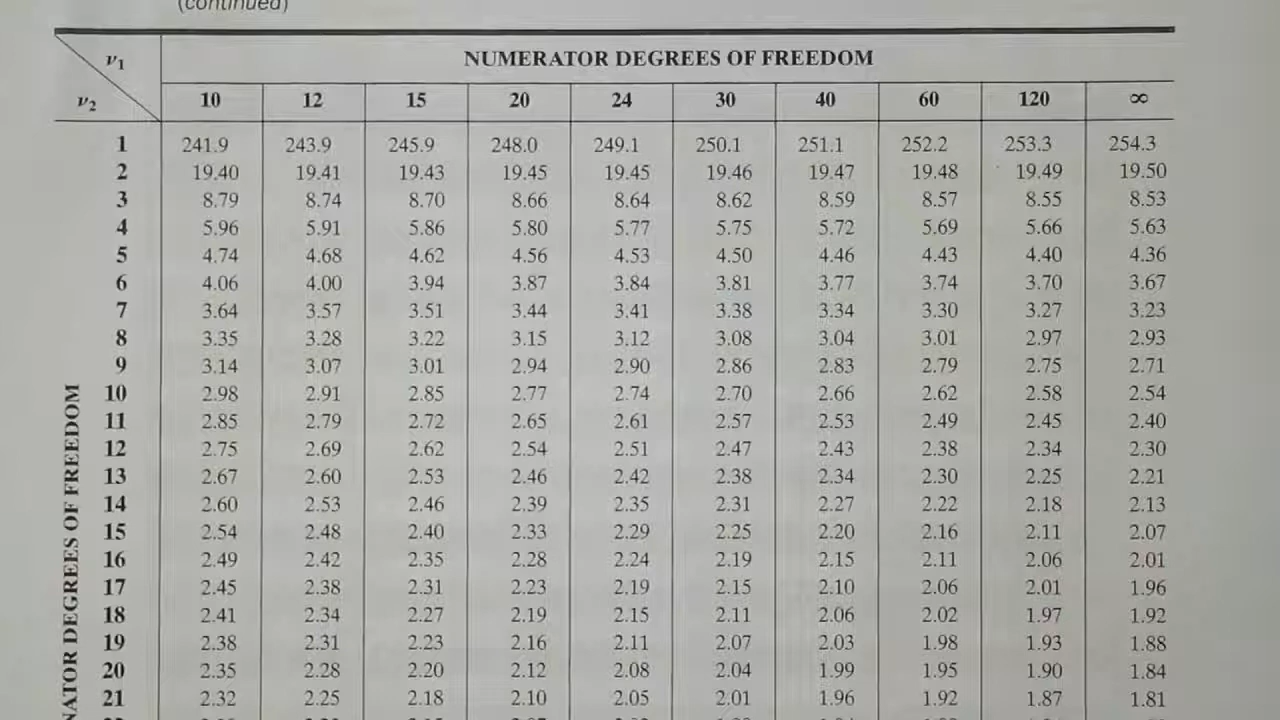 (continued)
ν1 NUMERATOR DEGREES OF FREEDOM
ν2 10 12 15 20 24 30 40 60 120 ∞
1 241.9 243.9 245.9 248.0 249.1 250.1 251.1 252.2 253.3 254.3
2 19.40 19.41 19.43 19.45 19.45 19.46 19.47 19.48 19.49 19.50
3 8.79 8.74 8.70 8.66 8.64 8.62 8.59 8.57 8.55 8.53
4 5.96 5.91 5.86 5.80 5.77 5.75 5.72 5.69 5.66 5.63
5 4.74 4.68 4.62 4.56 4.53 4.50 4.46 4.43 4.40 4.36
6 4.06 4.00 3.94 3.87 3.84 3.81 3.77 3.74 3.70 3.67
7 3.64 3.57 3.51 3.44 3.41 3.38 3.34 3.30 3.27 3.23
8 3.35 3.28 3.22 3.15 3.12 3.08 3.04 3.01 2.97 2.93
9 3.14 3.07 3.01 2.94 2.90 2.86 2.83 2.79 2.75 2.71
10 2.98 2.91 2.85 2.77 2.74 2.70 2.66 2.62 2.58 2.54
11 2.85 2.79 2.72 2.65 2.61 2.57 2.53 2.49 2.45 2.40
12 2.75 2.69 2.62 2.54 2.51 2.47 2.43 2.38 2.34 2.30
13 2.67 2.60 2.53 2.46 2.42 2.38 2.34 2.30 2.25 2.21
14 2.60 2.53 2.46 2.39 2.35 2.31 2.27 2.22 2.18 2.13
15 2.54 2.48 2.40 2.33 2.29 2.25 2.20 2.16 2.11 2.07
16 2.49 2.42 2.35 2.28 2.24 2.19 2.15 2.11 2.06 2.01
17 2.45 2.38 2.31 2.23 2.19 2.15 2.10 2.06 2.01 1.96
18 2.41 2.34 2.27 2.19 2.15 2.11 2.06 2.02 1.97 1.92
19 2.38 2.31 2.23 2.16 2.11 2.07 2.03 1.98 1.93 1.88
20 2.35 2.28 2.20 2.12 2.08 2.04 1.99 1.95 1.90 1.84
21 2.32 2.25 2.18 2.10 2.05 2.01 1.96 1.92 1.87 1.81
NATOR DEGREES OF FREEDOM